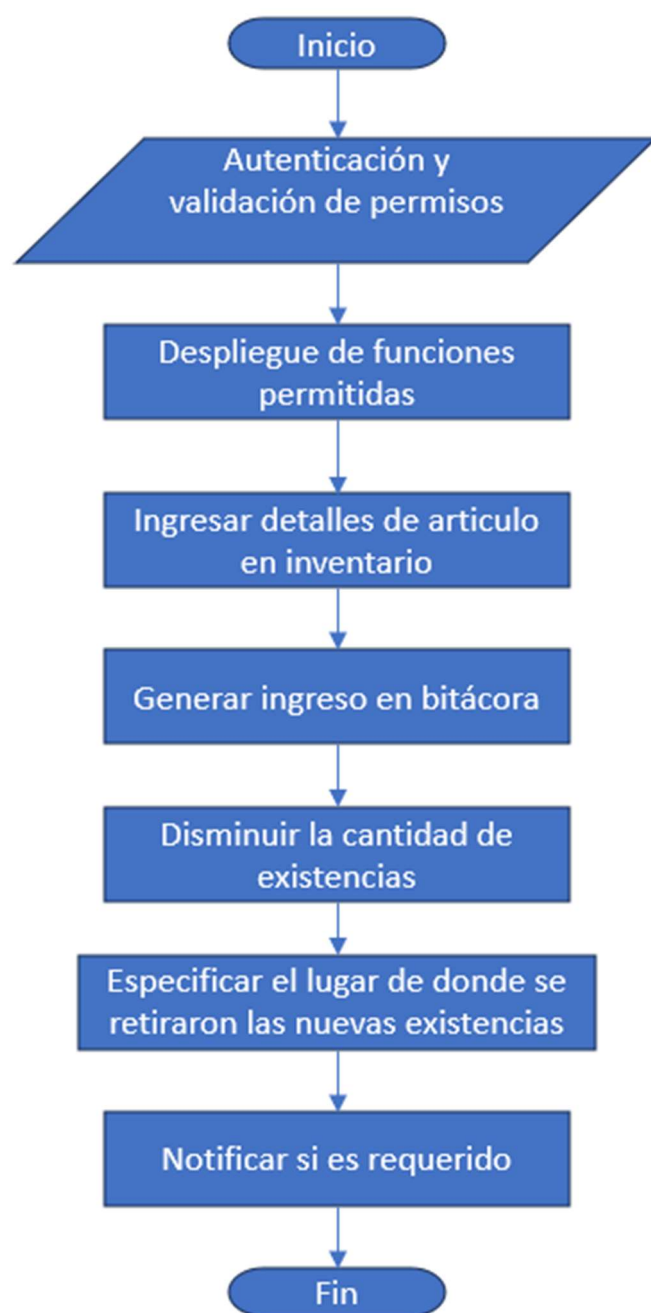 Inicio
Autenticación y
validación de permisos
Despliegue de funciones
permitidas
Ingresar detalles de articulo
en inventario
Generar ingreso en bitácora
Disminuir la cantidad de
existencias
Especificar el lugar de donde se
retiraron las nuevas existencias
Notificar si es requerido
Fin